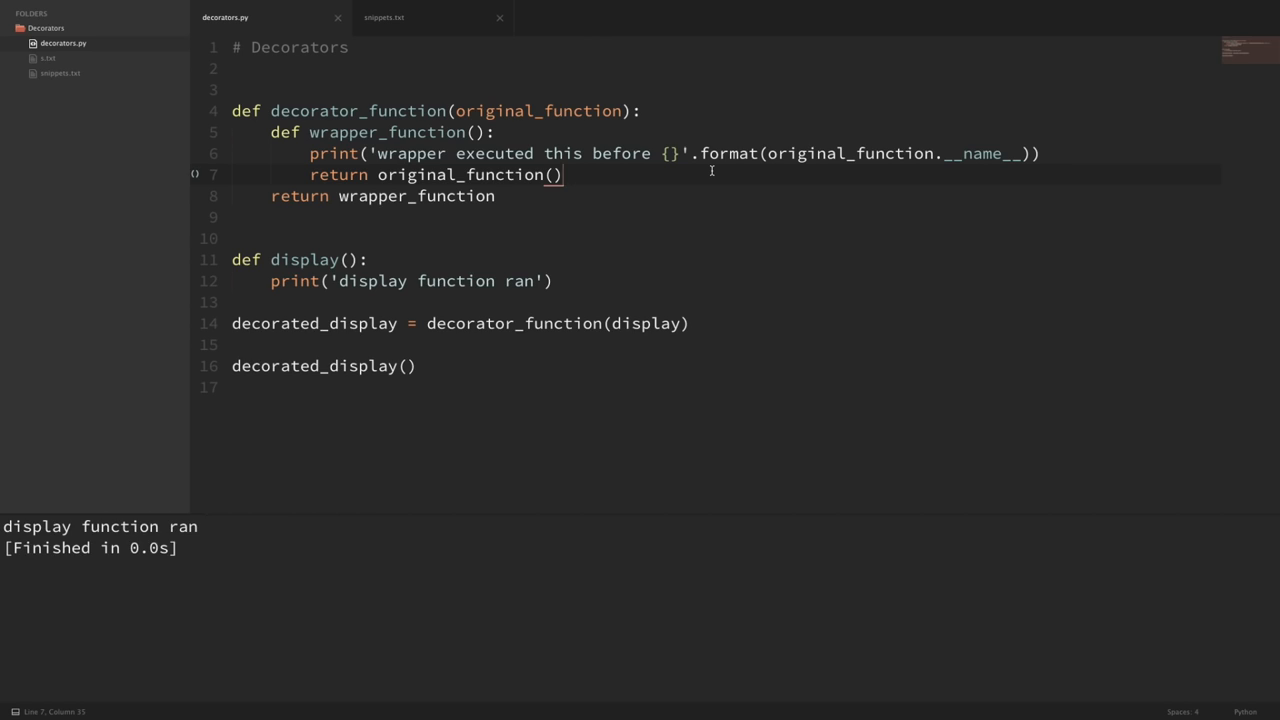 FOLDERS
Decorators
decorators.py
s.txt
snippets.txt
decorators.py ×
snippets.txt ×
1 # Decorators
2
3
4 def decorator_function(original_function):
5     def wrapper_function():
6         print('wrapper executed this before {}'.format(original_function.__name__))
() 7         return original_function()
8     return wrapper_function
9
10
11 def display():
12     print('display function ran')
13
14 decorated_display = decorator_function(display)
15
16 decorated_display()
17
display function ran
[Finished in 0.0s]
Line 7, Column 35
Spaces: 4
Python